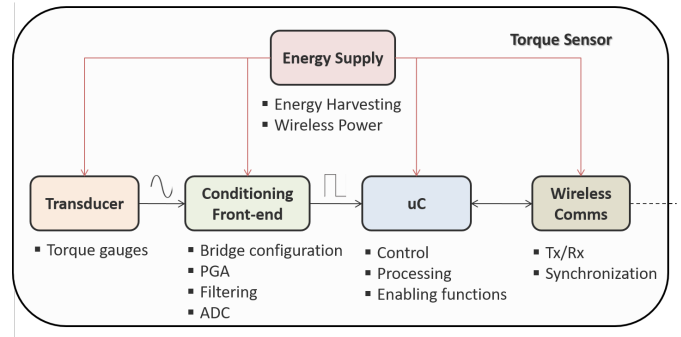 Torque Sensor
Energy Supply
▪ Energy Harvesting
▪ Wireless Power
Transducer
▪ Torque gauges
Conditioning
Front-end
▪ Bridge configuration
▪ PGA
▪ Filtering
▪ ADC
uC
▪ Control
▪ Processing
▪ Enabling functions
Wireless
Comms
▪ Tx/Rx
▪ Synchronization